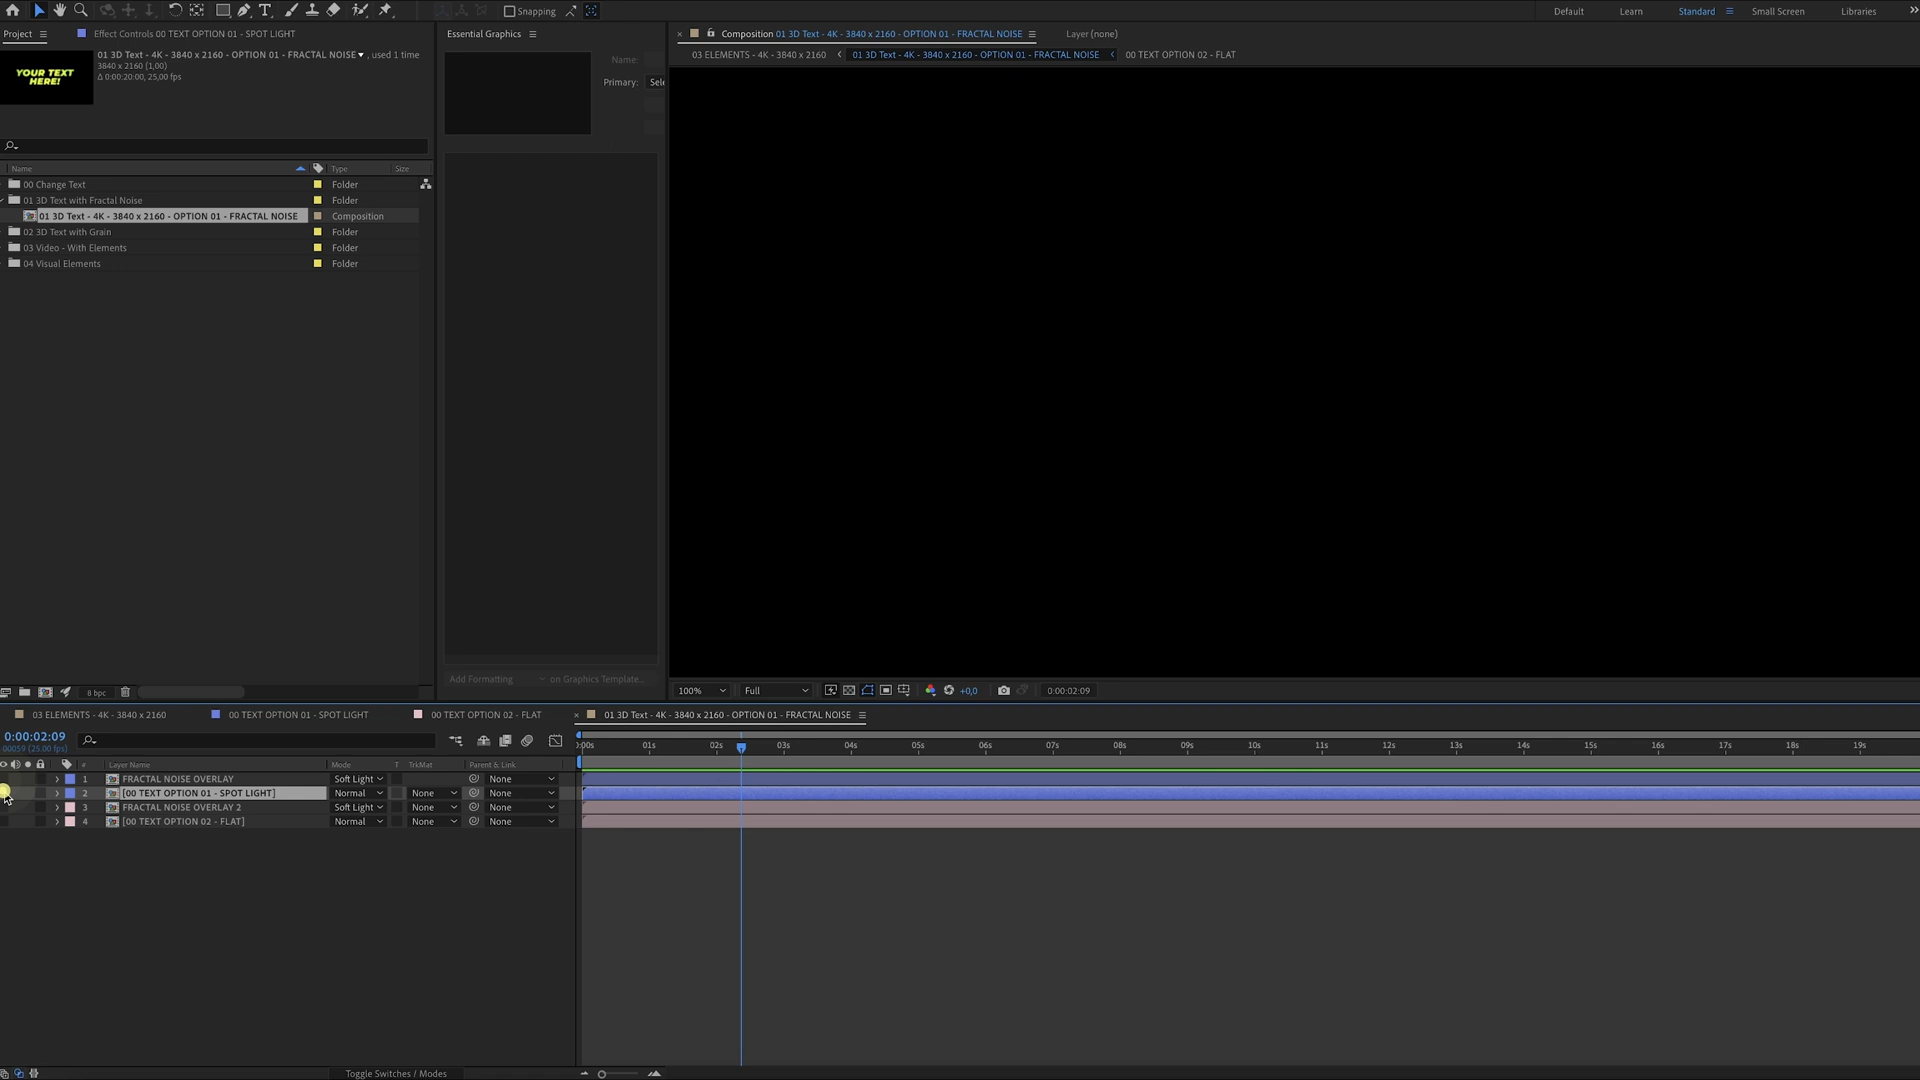 Snapping
Default
Learn
Standard
Small Screen
Libraries
Project
Effect Controls 00 TEXT OPTION 01 - SPOT LIGHT
Essential Graphics
Composition 01 3D Text - 4K - 3840 x 2160 - OPTION 01 - FRACTAL NOISE
Layer (none)
03 ELEMENTS - 4K - 3840 x 2160
01 3D Text - 4K - 3840 x 2160 - OPTION 01 - FRACTAL NOISE
00 TEXT OPTION 02 - FLAT
YOUR TEXT
HERE!
01 3D Text - 4K - 3840 x 2160 - OPTION 01 - FRACTAL NOISE , used 1 time
3840 x 2160 (1,00)
Δ 0:00:20:00, 25,00 fps
Name:
Primary:
Name
Type
Size
00 Change Text Folder
01 3D Text with Fractal Noise Folder
01 3D Text - 4K - 3840 x 2160 - OPTION 01 - FRACTAL NOISE Composition
02 3D Text with Grain Folder
03 Video - With Elements Folder
04 Visual Elements Folder
Add Formatting
on Graphics Template...
8 bpc
100%
Full
+0,0
0:00:02:09
03 ELEMENTS - 4K - 3840 x 2160
00 TEXT OPTION 01 - SPOT LIGHT
00 TEXT OPTION 02 - FLAT
01 3D Text - 4K - 3840 x 2160 - OPTION 01 - FRACTAL NOISE
0:00:02:09
00059 (25.00 fps)
:00s 01s 02s 03s 04s 05s 06s 07s 08s 09s 10s 11s 12s 13s 14s 15s 16s 17s 18s 19s
# Layer Name Mode T TrkMat Parent & Link
1 FRACTAL NOISE OVERLAY Soft Light None
2 [00 TEXT OPTION 01 - SPOT LIGHT] Normal None None
3 FRACTAL NOISE OVERLAY 2 Soft Light None None
4 [00 TEXT OPTION 02 - FLAT] Normal None None
Toggle Switches / Modes